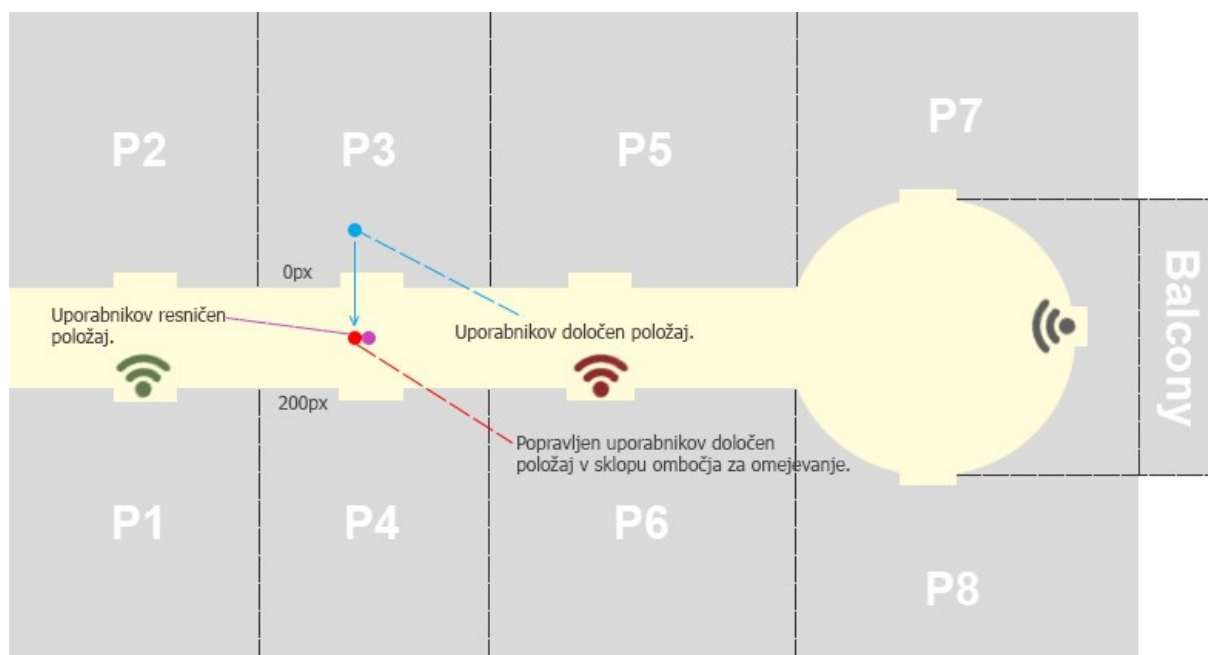 P2
P3
P5
P7
0px
Uporabnikov resničen
položaj.
Uporabnikov določen položaj.
Balcony
200px
Popravljen uporabnikov določen
položaj v sklopu ombočja za omejevanje.
P1
P4
P6
P8